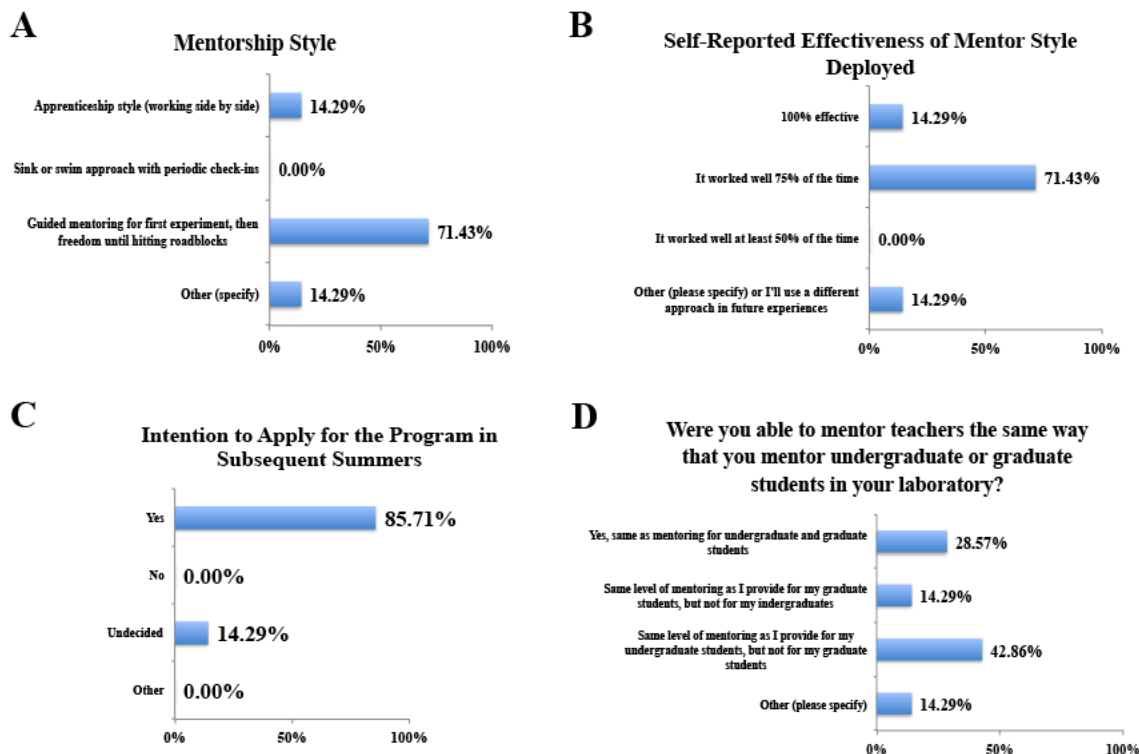 A
Mentorship Style
Apprenticeship style (working side by side)
14.29%
Sink or swim approach with periodic check-ins
0.00%
Guided mentoring for first experiment, then
freedom until hitting roadblocks
71.43%
Other (specify)
14.29%
0%
50%
100%
B
Self-Reported Effectiveness of Mentor Style
Deployed
100% effective
14.29%
It worked well 75% of the time
71.43%
It worked well at least 50% of the time
0.00%
Other (please specify) or I'll use a different
approach in future experiences
14.29%
0%
50%
100%
C
Intention to Apply for the Program in
Subsequent Summers
Yes
85.71%
No
0.00%
Undecided
14.29%
Other
0.00%
0%
50%
100%
D
Were you able to mentor teachers the same way
that you mentor undergraduate or graduate
students in your laboratory?
Yes, same as mentoring for undergraduate and graduate
students
28.57%
Same level of mentoring as I provide for my graduate
students, but not for my indergraduates
14.29%
Same level of mentoring as I provide for my
undergraduate students, but not for my graduate
students
42.86%
Other (please specify)
14.29%
0%
50%
100%